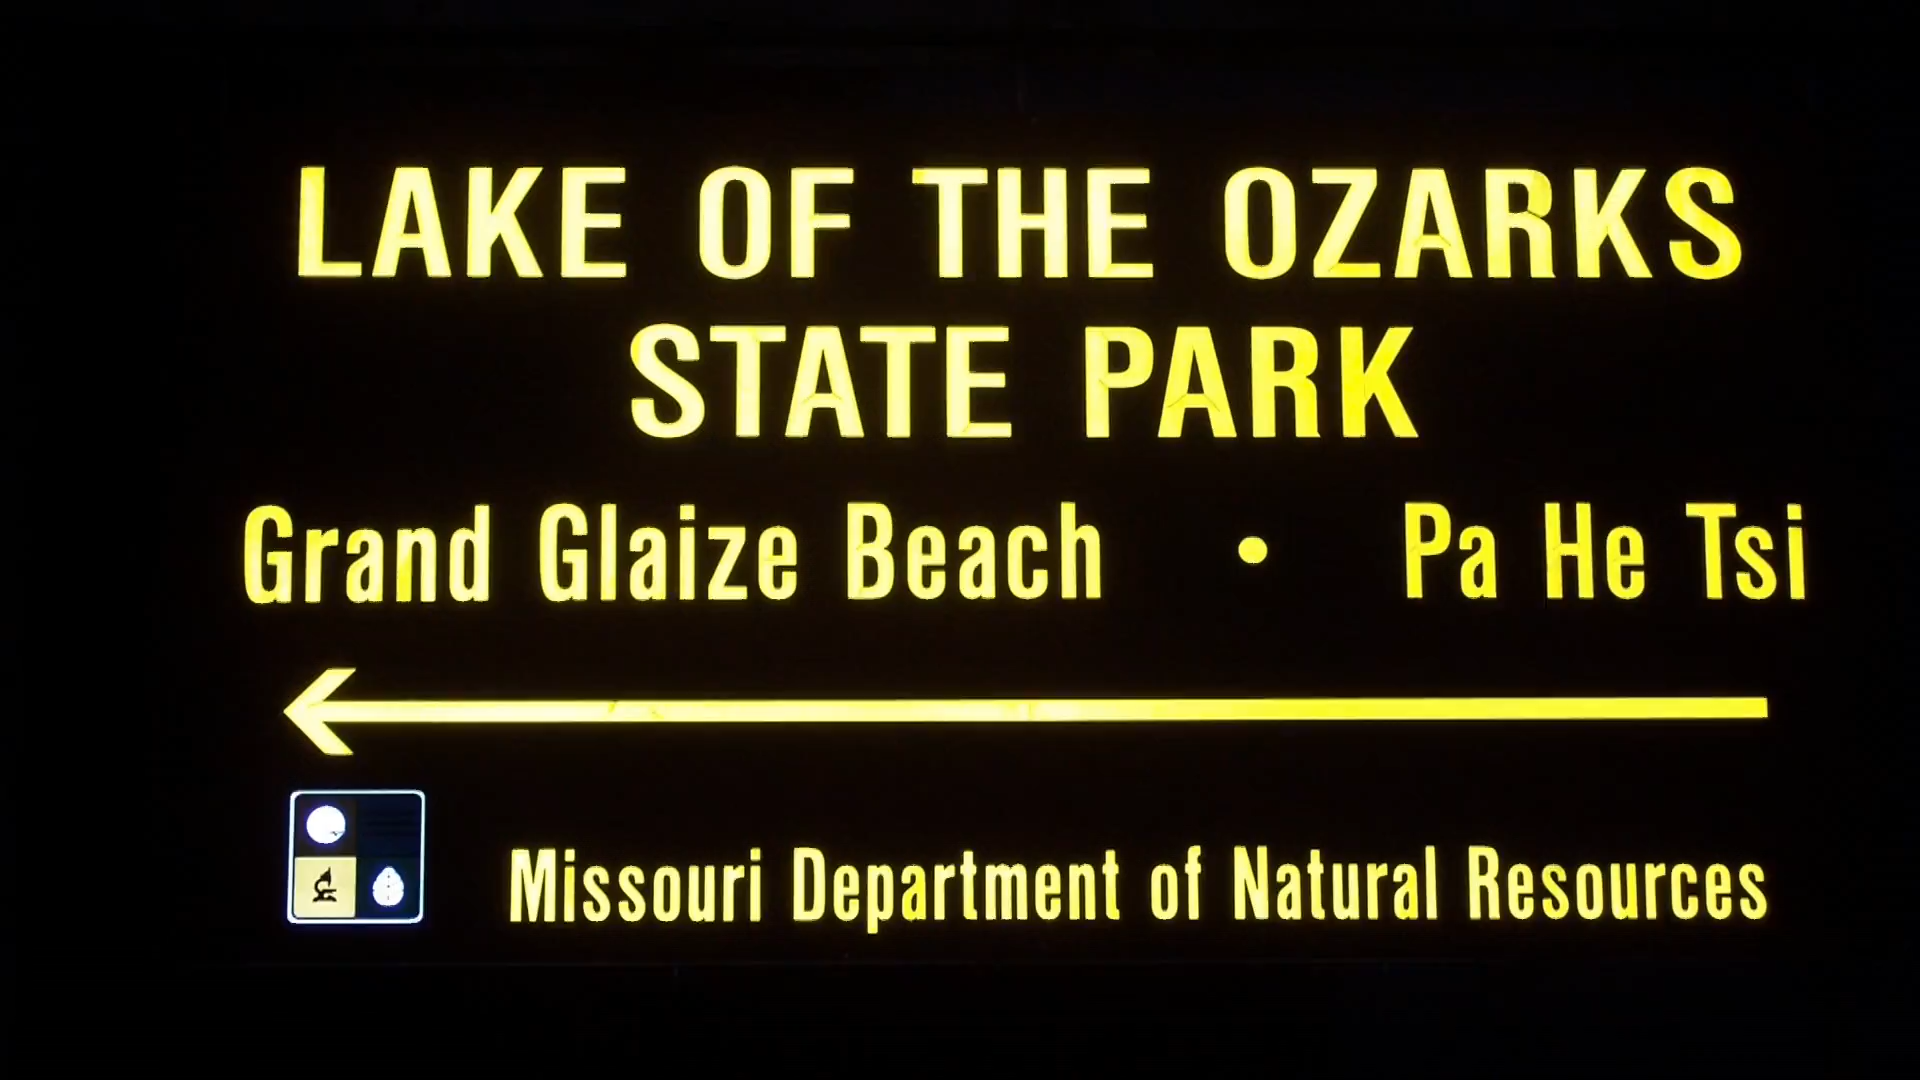 LAKE OF THE OZARKS
STATE PARK
Grand Glaize Beach • Pa He Tsi
Missouri Department of Natural Resources